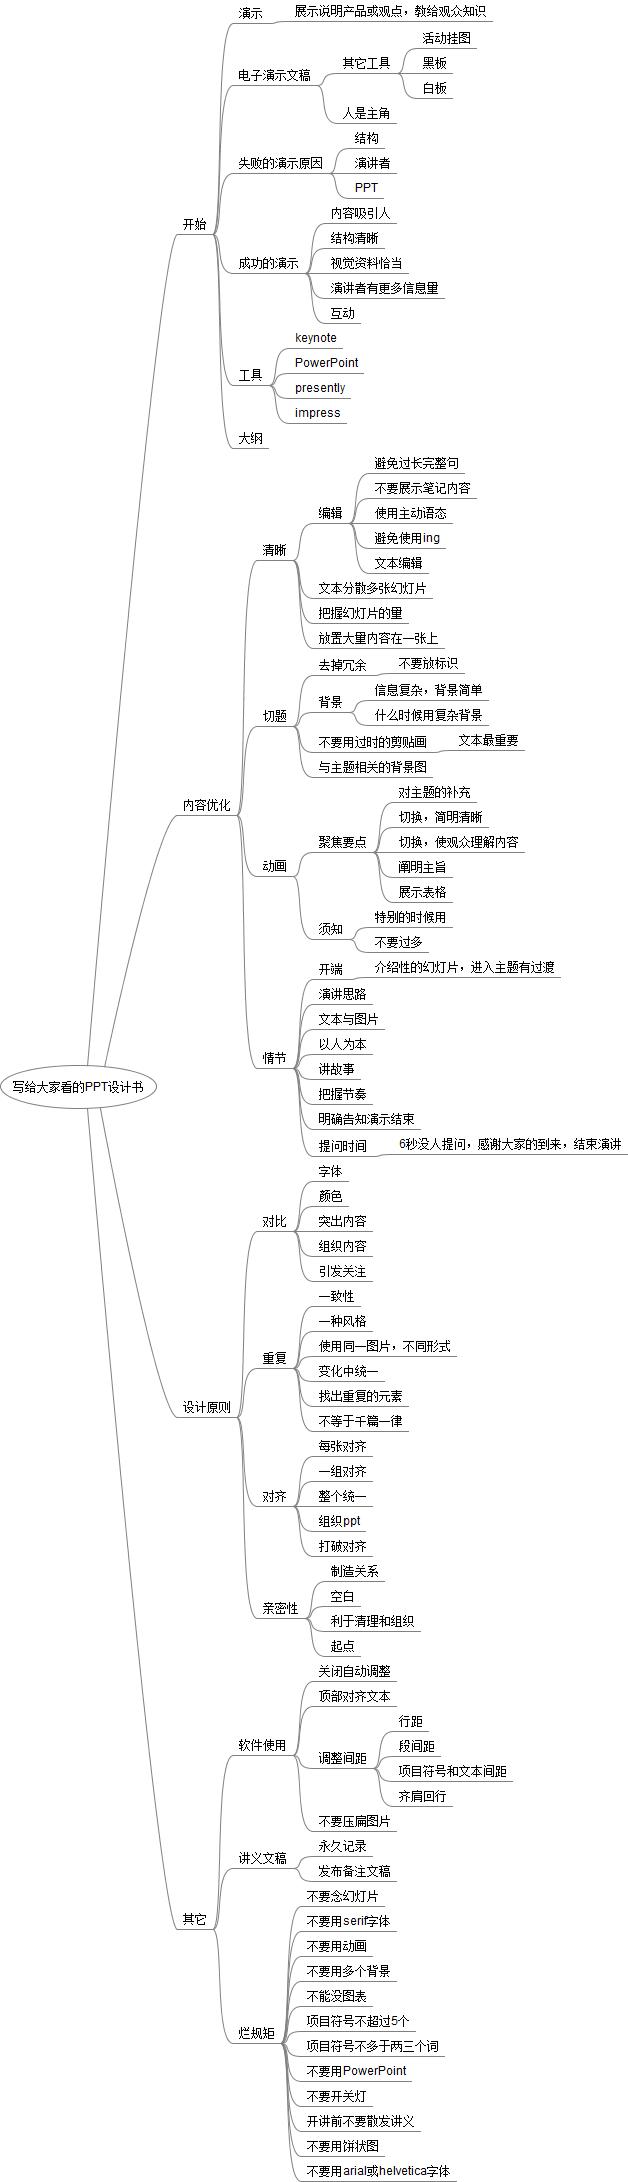 演示
展示说明产品或观点，教给观众知识
电子演示文稿
其它工具
活动挂图
黑板
白板
人是主角
失败的演示原因
结构
演讲者
PPT
开始
成功的演示
内容吸引人
结构清晰
视觉资料恰当
演讲者有更多信息量
互动
工具
keynote
PowerPoint
presently
impress
大纲
内容优化
清晰
编辑
避免过长完整句
不要展示笔记内容
使用主动语态
避免使用ing
文本编辑
文本分散多张幻灯片
把握幻灯片的量
放置大量内容在一张上
切题
去掉冗余
不要放标识
背景
信息复杂，背景简单
什么时候用复杂背景
不要用过时的剪贴画
文本最重要
与主题相关的背景图
动画
聚焦要点
对主题的补充
切换，简明清晰
切换，使观众理解内容
阐明主旨
展示表格
须知
特别的时候用
不要过多
情节
开端
介绍性的幻灯片，进入主题有过渡
演讲思路
文本与图片
以人为本
讲故事
把握节奏
明确告知演示结束
提问时间
6秒没人提问，感谢大家的到来，结束演讲
写给大家看的PPT设计书
设计原则
对比
字体
颜色
突出内容
组织内容
引发关注
重复
一致性
一种风格
使用同一图片，不同形式
变化中统一
找出重复的元素
不等于千篇一律
对齐
每张对齐
一组对齐
整个统一
组织ppt
打破对齐
亲密性
制造关系
空白
利于清理和组织
起点
其它
软件使用
关闭自动调整
顶部对齐文本
调整间距
行距
段间距
项目符号和文本间距
齐肩回行
不要压扁图片
讲义文稿
永久记录
发布备注文稿
烂规矩
不要念幻灯片
不要用serif字体
不要用动画
不要用多个背景
不能没图表
项目符号不超过5个
项目符号不多于两三个词
不要用PowerPoint
不要开关灯
开讲前不要散发讲义
不要用饼状图
不要用arial或helvetica字体